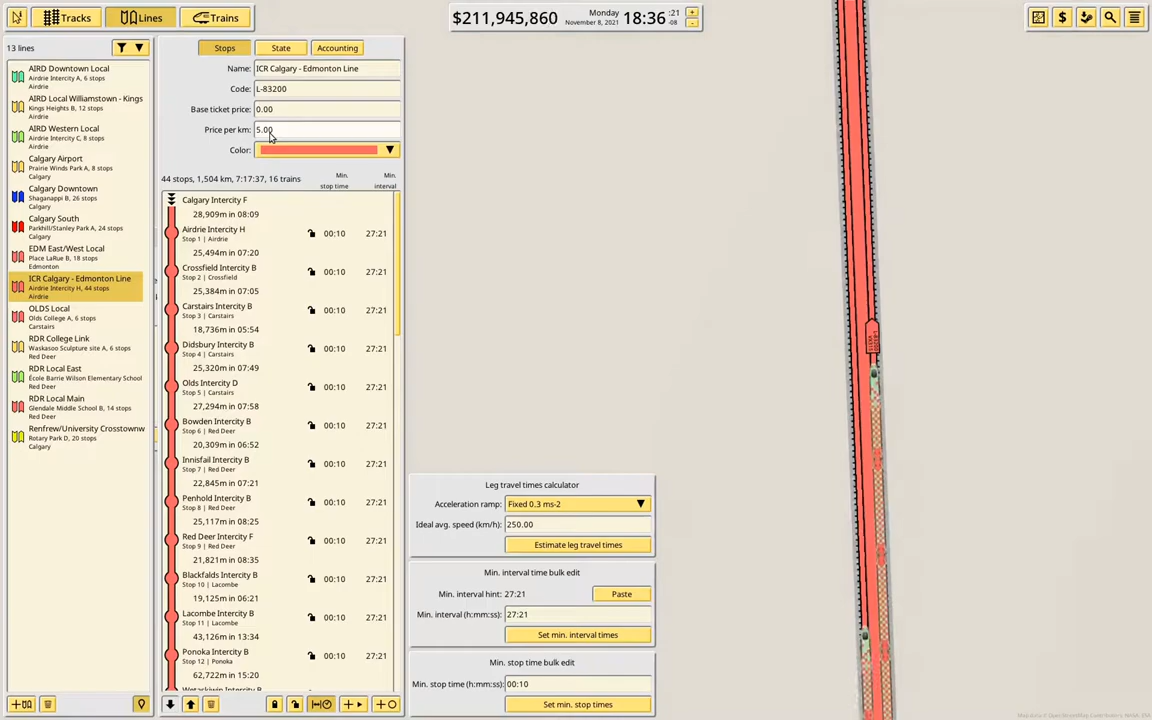 Tracks
Lines
Trains
$211,945,860
Monday
November 8, 2021
18:36
:21
-08
+
-
13 lines
AIRD Downtown Local
Airdrie Intercity A, 6 stops
Airdrie
AIRD Local Williamstown - Kings
Kings Heights B, 12 stops
Airdrie
AIRD Western Local
Airdrie Intercity C, 8 stops
Airdrie
Calgary Airport
Prairie Winds Park A, 8 stops
Calgary
Calgary Downtown
Shaganappi B, 26 stops
Calgary
Calgary South
Parkhill/Stanley Park A, 24 stops
Calgary
EDM East/West Local
Place LaRue B, 18 stops
Edmonton
ICR Calgary - Edmonton Line
Airdrie Intercity H, 44 stops
Airdrie
OLDS Local
Olds College A, 6 stops
Carstairs
RDR College Link
Waskasoo Sculpture site A, 6 stops
Red Deer
RDR Local East
École Barrie Wilson Elementary School
Red Deer
RDR Local Main
Glendale Middle School B, 14 stops
Red Deer
Renfrew/University Crosstownw
Rotary Park D, 20 stops
Calgary
Stops
State
Accounting
Name: ICR Calgary - Edmonton Line
Code: L-83200
Base ticket price: 0.00
Price per km: 5.00
Color:
44 stops, 1,504 km, 7:17:37, 16 trains
Min. stop time
Min. interval
Calgary Intercity F
28,909m in 08:09
Airdrie Intercity H
Stop 1 | Airdrie
00:10 27:21
25,494m in 07:20
Crossfield Intercity B
Stop 2 | Crossfield
00:10 27:21
25,384m in 07:05
Carstairs Intercity B
Stop 3 | Carstairs
00:10 27:21
18,736m in 05:54
Didsbury Intercity B
Stop 4 | Carstairs
00:10 27:21
25,320m in 07:49
Olds Intercity D
Stop 5 | Carstairs
00:10 27:21
27,294m in 07:58
Bowden Intercity B
Stop 6 | Red Deer
00:10 27:21
20,309m in 06:52
Innisfail Intercity B
Stop 7 | Red Deer
00:10 27:21
22,845m in 07:21
Penhold Intercity B
Stop 8 | Red Deer
00:10 27:21
25,117m in 08:25
Red Deer Intercity F
Stop 9 | Red Deer
00:10 27:21
21,821m in 08:35
Blackfalds Intercity B
Stop 10 | Lacombe
00:10 27:21
19,125m in 06:21
Lacombe Intercity B
Stop 11 | Lacombe
00:10 27:21
43,126m in 13:34
Ponoka Intercity B
Stop 12 | Ponoka
00:10 27:21
62,722m in 15:20
Wetaskiwin Intercity B
Leg travel times calculator
Acceleration ramp: Fixed 0.3 ms-2
Ideal avg. speed (km/h): 250.00
Estimate leg travel times
Min. interval time bulk edit
Min. interval hint: 27:21
Paste
Min. interval (h:mm:ss): 27:21
Set min. interval times
Min. stop time bulk edit
Min. stop time (h:mm:ss): 00:10
Set min. stop times